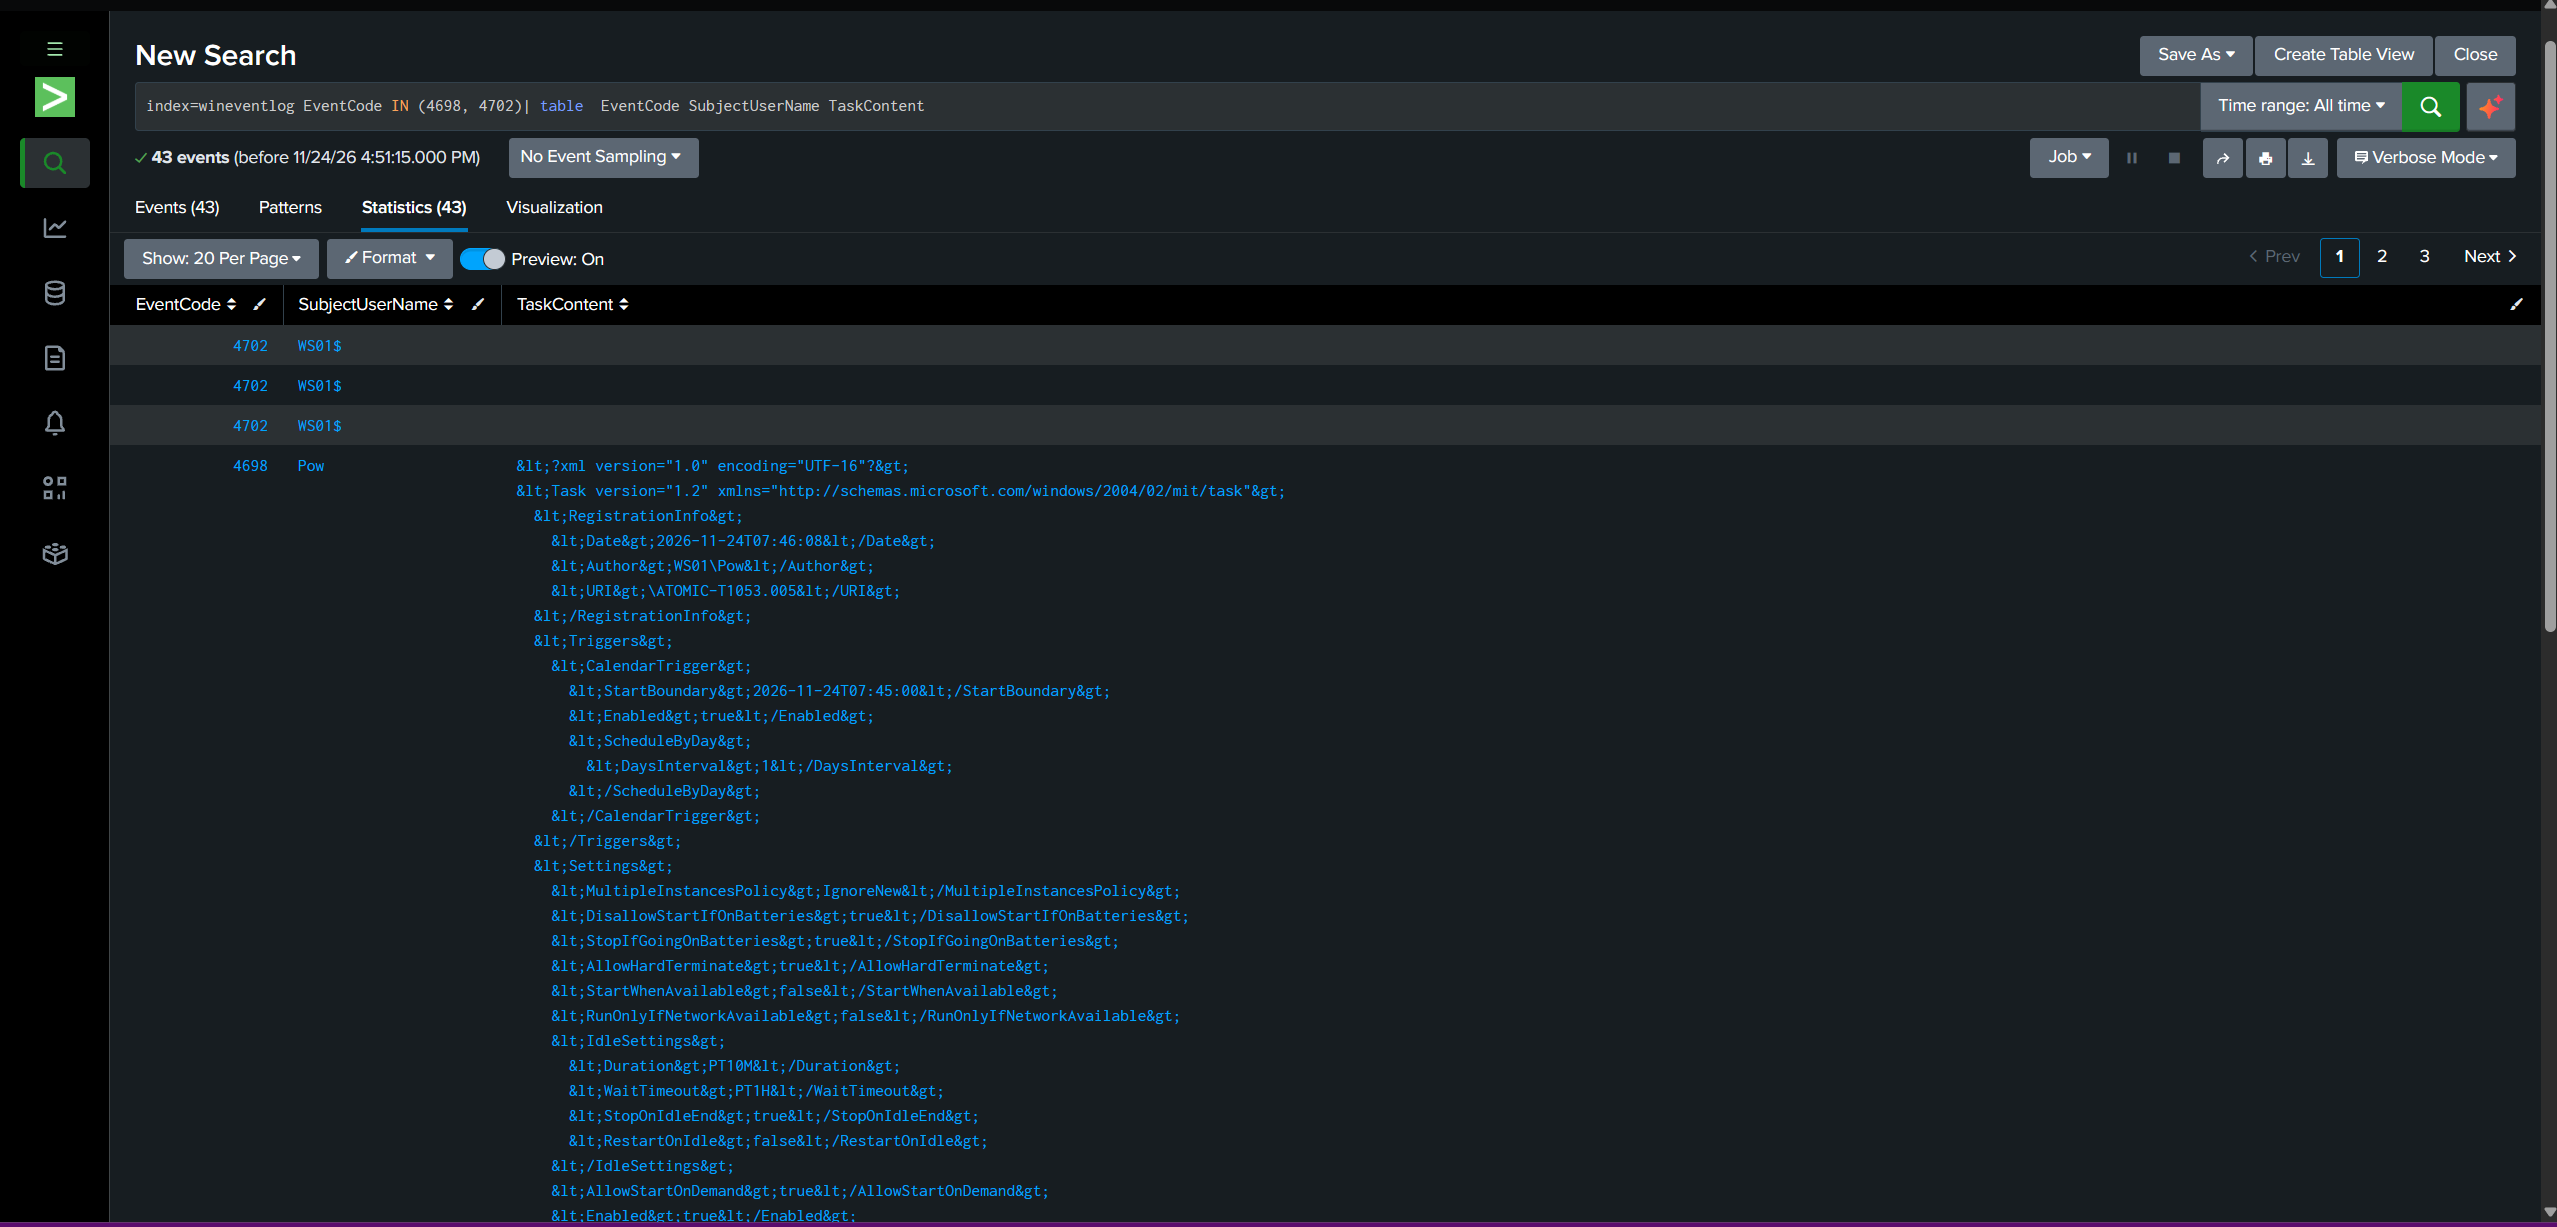 New Search
Save As
Create Table View
Close
index=wineventlog EventCode IN (4698, 4702)| table  EventCode SubjectUserName TaskContent
Time range: All time
43 events (before 11/24/26 4:51:15.000 PM)
No Event Sampling
Job
Verbose Mode
Events (43)
Patterns
Statistics (43)
Visualization
Show: 20 Per Page
Format
Preview: On
Prev
1
2
3
Next
EventCode
SubjectUserName
TaskContent
4702 WS01$
4702 WS01$
4702 WS01$
4698 Pow &lt;?xml version="1.0" encoding="UTF-16"?&gt;
&lt;Task version="1.2" xmlns="http://schemas.microsoft.com/windows/2004/02/mit/task"&gt;
&lt;RegistrationInfo&gt;
&lt;Date&gt;2026-11-24T07:46:08&lt;/Date&gt;
&lt;Author&gt;WS01\Pow&lt;/Author&gt;
&lt;URI&gt;\ATOMIC-T1053.005&lt;/URI&gt;
&lt;/RegistrationInfo&gt;
&lt;Triggers&gt;
&lt;CalendarTrigger&gt;
&lt;StartBoundary&gt;2026-11-24T07:45:00&lt;/StartBoundary&gt;
&lt;Enabled&gt;true&lt;/Enabled&gt;
&lt;ScheduleByDay&gt;
&lt;DaysInterval&gt;1&lt;/DaysInterval&gt;
&lt;/ScheduleByDay&gt;
&lt;/CalendarTrigger&gt;
&lt;/Triggers&gt;
&lt;Settings&gt;
&lt;MultipleInstancesPolicy&gt;IgnoreNew&lt;/MultipleInstancesPolicy&gt;
&lt;DisallowStartIfOnBatteries&gt;true&lt;/DisallowStartIfOnBatteries&gt;
&lt;StopIfGoingOnBatteries&gt;true&lt;/StopIfGoingOnBatteries&gt;
&lt;AllowHardTerminate&gt;true&lt;/AllowHardTerminate&gt;
&lt;StartWhenAvailable&gt;false&lt;/StartWhenAvailable&gt;
&lt;RunOnlyIfNetworkAvailable&gt;false&lt;/RunOnlyIfNetworkAvailable&gt;
&lt;IdleSettings&gt;
&lt;Duration&gt;PT10M&lt;/Duration&gt;
&lt;WaitTimeout&gt;PT1H&lt;/WaitTimeout&gt;
&lt;StopOnIdleEnd&gt;true&lt;/StopOnIdleEnd&gt;
&lt;RestartOnIdle&gt;false&lt;/RestartOnIdle&gt;
&lt;/IdleSettings&gt;
&lt;AllowStartOnDemand&gt;true&lt;/AllowStartOnDemand&gt;
&lt;Enabled&gt;true&lt;/Enabled&gt;